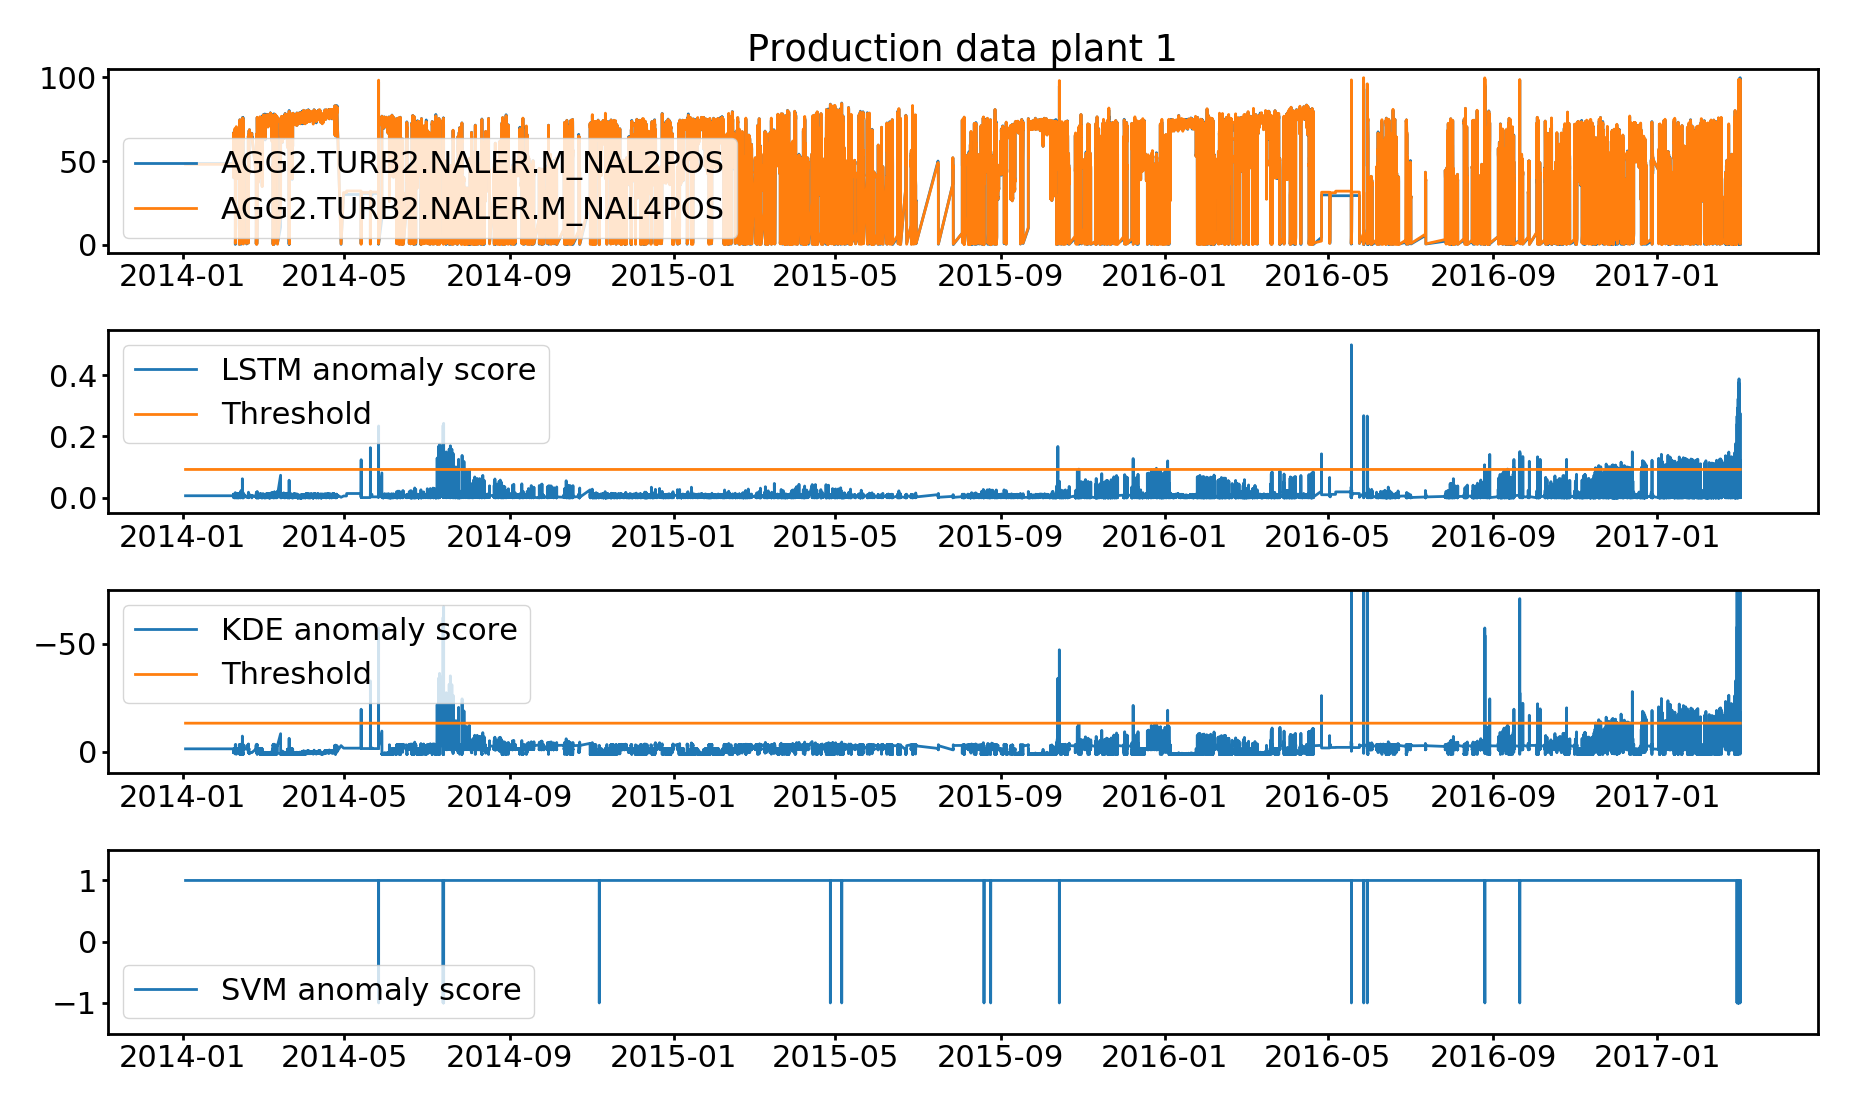 Production data plant 1
100
50
0
AGG2.TURB2.NALER.M_NAL2POS
AGG2.TURB2.NALER.M_NAL4POS
2014-01 2014-05 2014-09 2015-01 2015-05 2015-09 2016-01 2016-05 2016-09 2017-01
0.4
0.2
0.0
LSTM anomaly score
Threshold
2014-01 2014-05 2014-09 2015-01 2015-05 2015-09 2016-01 2016-05 2016-09 2017-01
−50
0
KDE anomaly score
Threshold
2014-01 2014-05 2014-09 2015-01 2015-05 2015-09 2016-01 2016-05 2016-09 2017-01
1
0
−1
SVM anomaly score
2014-01 2014-05 2014-09 2015-01 2015-05 2015-09 2016-01 2016-05 2016-09 2017-01